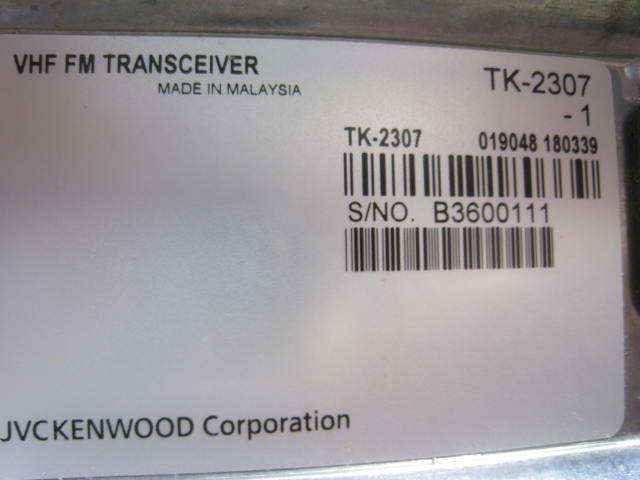 VHF FM TRANSCEIVER
MADE IN MALAYSIA
TK-2307
- 1
TK-2307 019048 180339
S/NO. B3600111
JVCKENWOOD Corporation